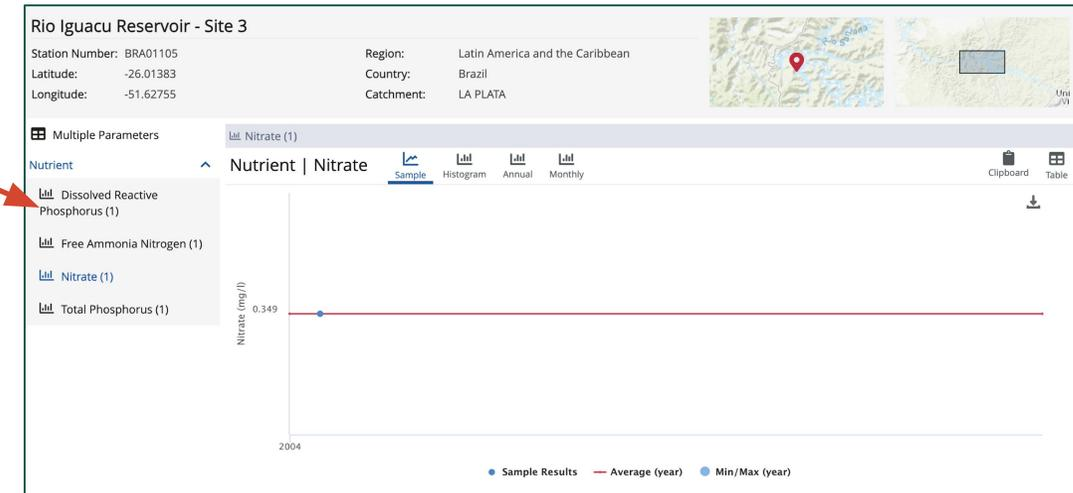 Rio Iguacu Reservoir - Site 3
Station Number: BRA01105
Region: Latin America and the Caribbean
Latitude: -26.01383
Country: Brazil
Longitude: -51.62755
Catchment: LA PLATA
Uni
Multiple Parameters
Nitrate (1)
Nutrient
Nutrient | Nitrate
Sample
Histogram
Annual
Monthly
Clipboard
Table
Dissolved Reactive
Phosphorus (1)
Free Ammonia Nitrogen (1)
Nitrate (1)
Total Phosphorus (1)
Nitrate (mg/l)
0.349
2004
Sample Results
Average (year)
Min/Max (year)